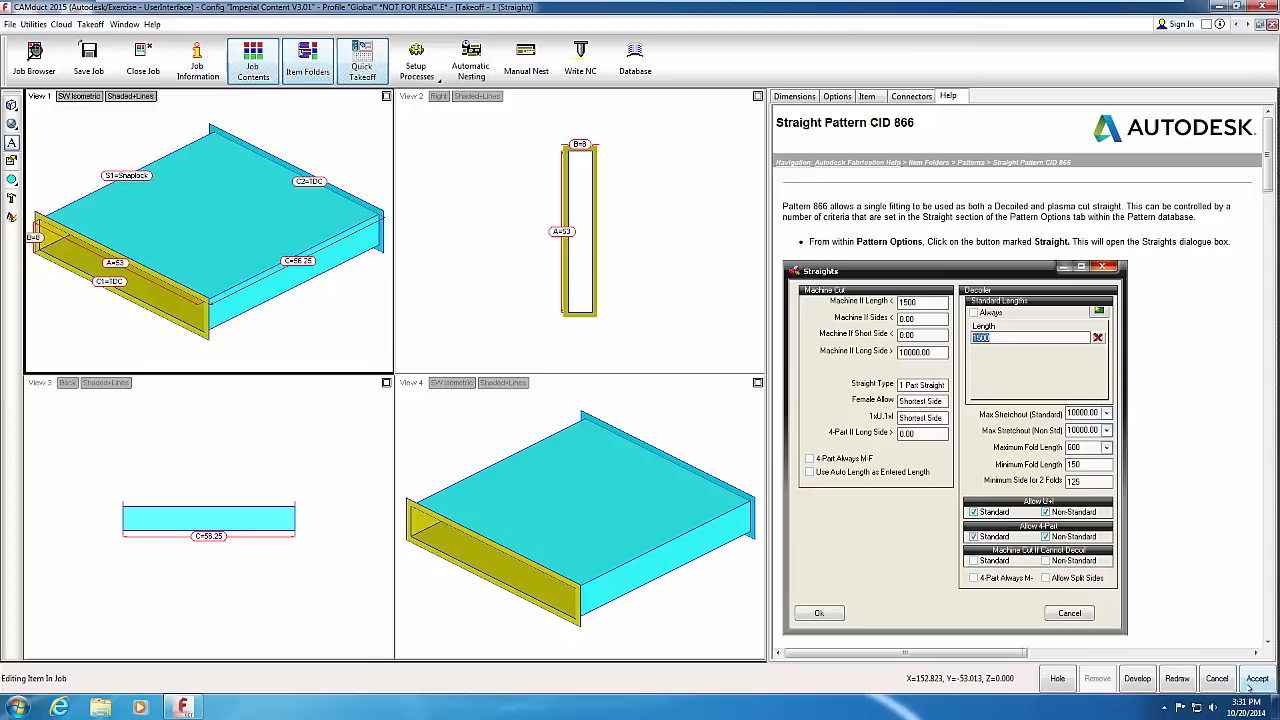 CAMduct 2015 (Autodesk/Exercise - UserInterface) - Config "Imperial Content V3.01" - Profile "Global" *NOT FOR RESALE* - [Takeoff - 1 (Straight)]
File Utilities Cloud Takeoff Window Help
Sign In
Job Browser
Save Job
Close Job
Job Information
Job Contents
Item Folders
Quick Takeoff
Setup Processes
Automatic Nesting
Manual Nest
Write NC
Database
View 1 SW Isometric Shaded+Lines
S1=Snaplock
C2=TDC
B=8
A=53
C=56.25
C1=TDC
View 2 Right Shaded+Lines
B=8
A=53
View 3 Back Shaded+Lines
C=56.25
View 4 SW Isometric Shaded+Lines
Dimensions Options Item Connectors Help
Straight Pattern CID 866
AUTODESK.
Navigation: Autodesk Fabrication Help > Item Folders > Patterns > Straight Pattern CID 866
Pattern 866 allows a single fitting to be used as both a Decoiled and plasma cut straight. This can be controlled by a
number of criteria that are set in the Straight section of the Pattern Options tab within the Pattern database.
• From within Pattern Options, Click on the button marked Straight. This will open the Straights dialogue box.
Straights
Machine Cut
Machine If Length < 1500
Machine If Sides < 0.00
Machine If Short Side > 0.00
Machine If Long Side > 10000.00
Straight Type 1 Part Straight
Female Allow Shortest Side
1xU,1xI Shortest Side
4-Part If Long Side > 0.00
4-Part Always M-F
Use Auto Length as Entered Length
Decoiler
Standard Lengths
Always
Length
1500
Max Stretchout (Standard) 10000.00
Max Stretchout (Non Std) 10000.00
Maximum Fold Length 600
Minimum Fold Length 150
Minimum Side for 2 Folds 125
Allow U+I
Standard Non-Standard
Allow 4-Part
Standard Non-Standard
Machine Cut If Cannot Decoil
Standard Non-Standard
4-Part Always M- Allow Split Sides
Ok Cancel
Editing Item In Job
X=152.823, Y=-53.013, Z=0.000
Hole Remove Develop Redraw Cancel Accept
3:31 PM
10/20/2014